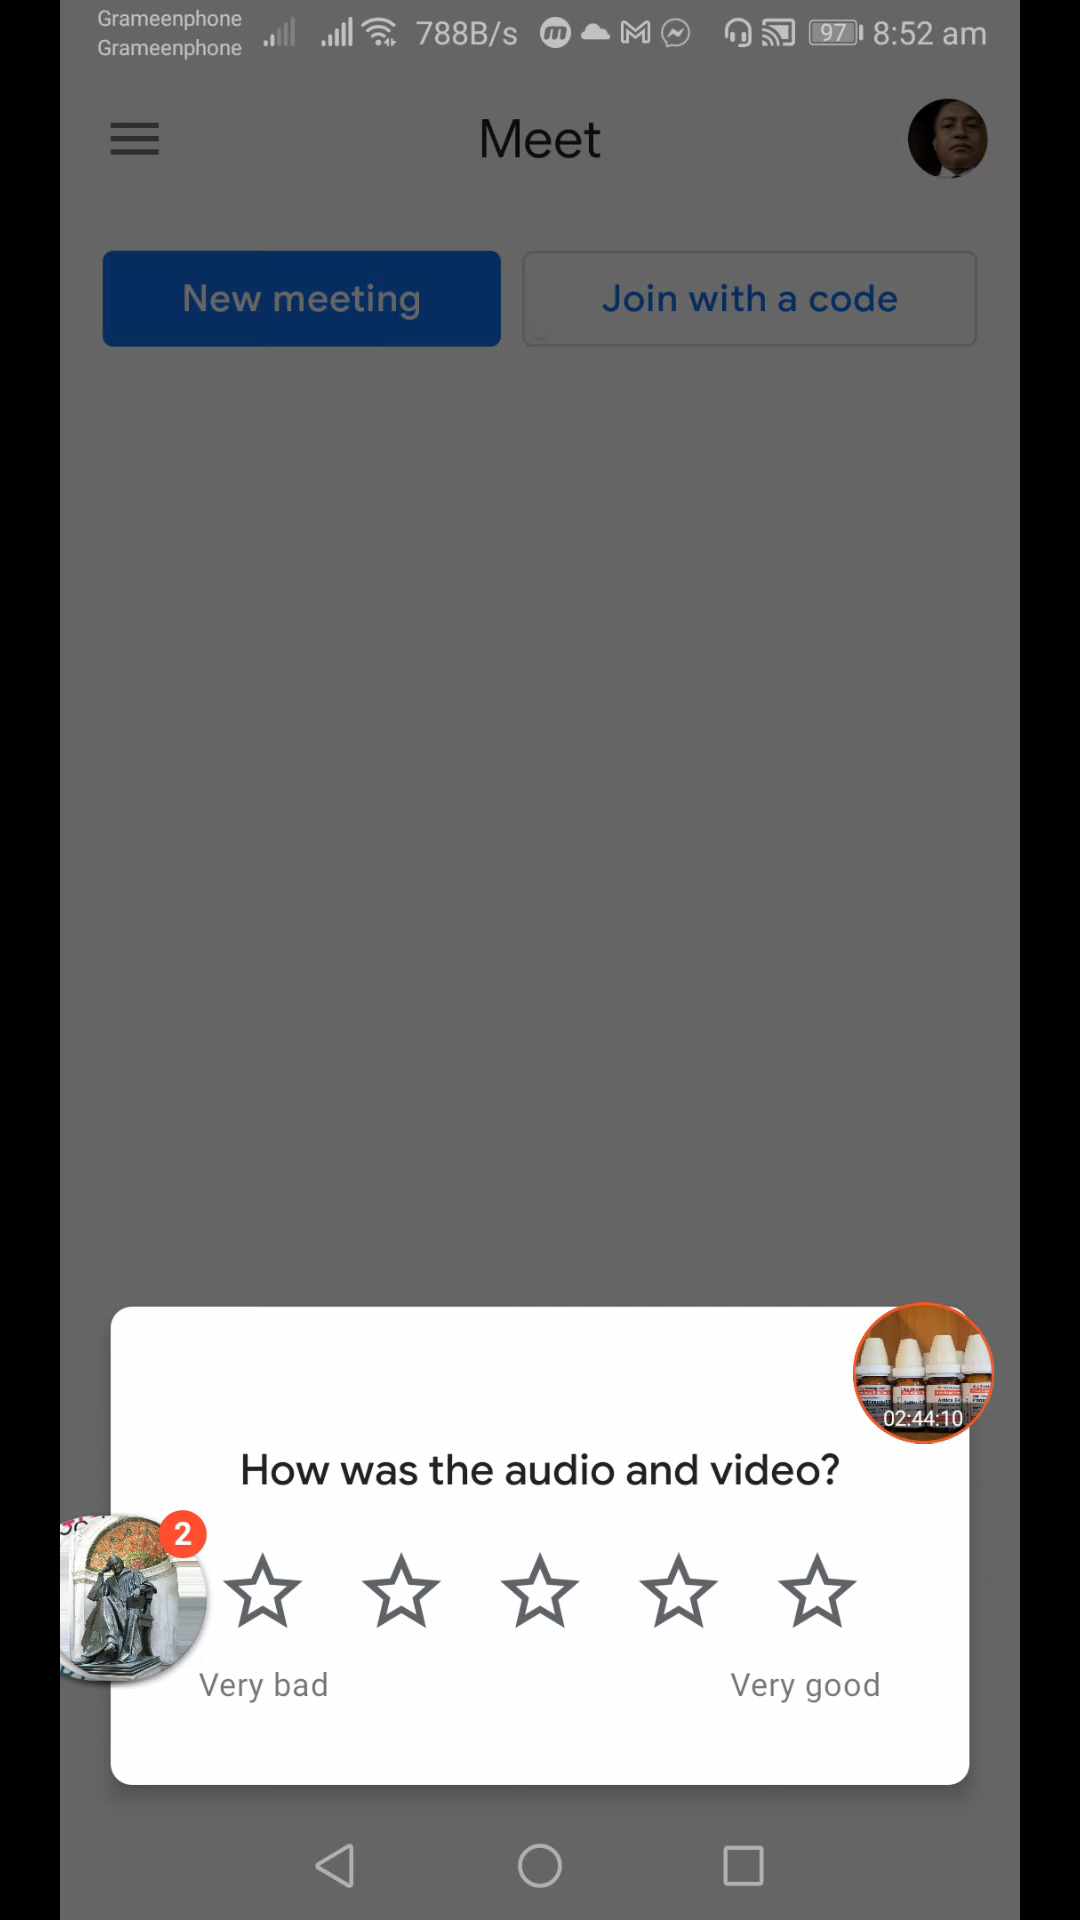 Grameenphone
Grameenphone
788B/s
97
8:52 am
Meet
New meeting
Join with a code
02:44:10
How was the audio and video?
2
Very bad
Very good